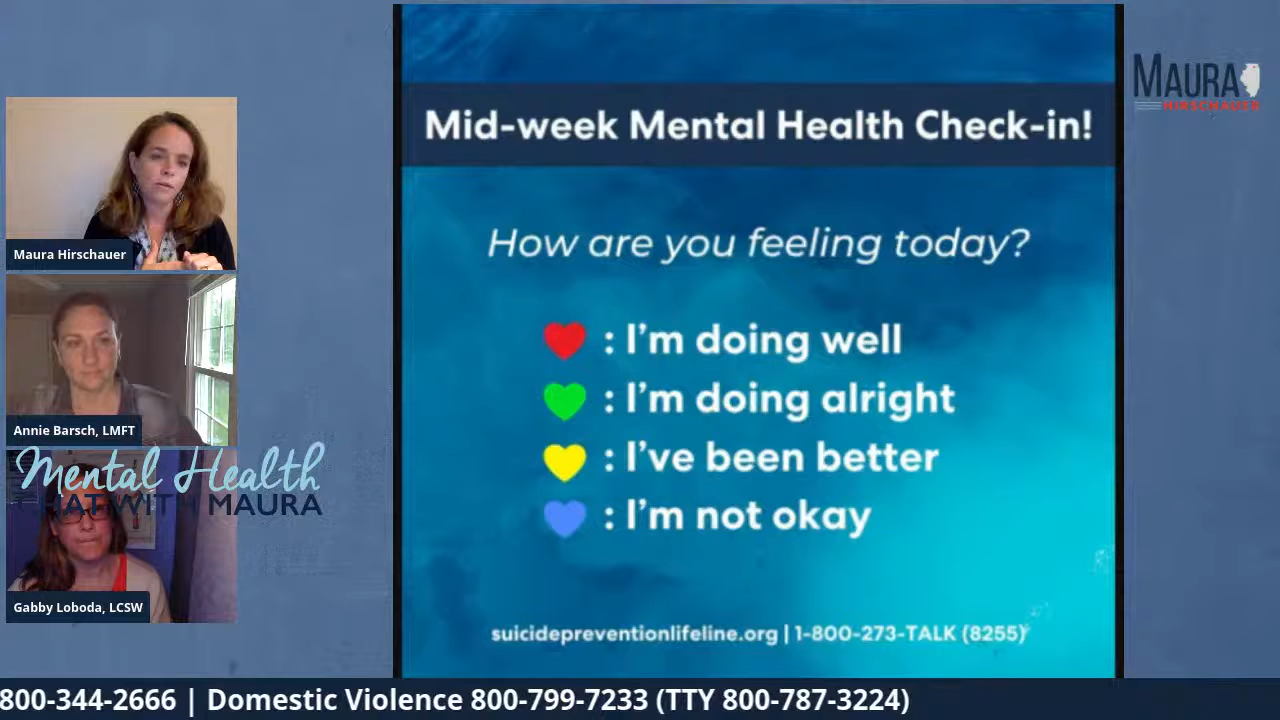 MAURA
HIRSCHAUER
Mid-week Mental Health Check-in!
How are you feeling today?
: I'm doing well
: I'm doing alright
: I've been better
: I'm not okay
suicidepreventionlifeline.org | 1-800-273-TALK (8255)
Maura Hirschauer
Annie Barsch, LMFT
Mental Health
CHAT WITH MAURA
Gabby Loboda, LCSW
800-344-2666 | Domestic Violence 800-799-7233 (TTY 800-787-3224)